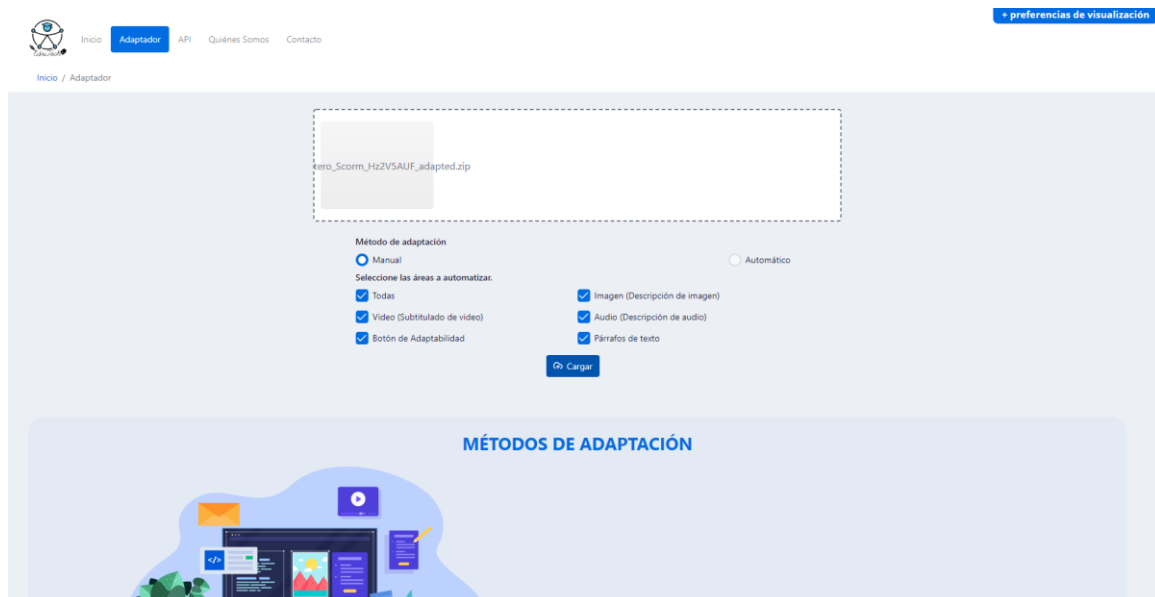 + preferencias de visualización
Inicio Adaptador API Quiénes Somos Contacto
Inicio / Adaptador
tero_Scorm_Hz2V5AUF_adapted.zip
Método de adaptación
Manual Automático
Seleccione las áreas a automatizar.
Todas Imagen (Descripción de imagen)
Video (Subtitulado de video) Audio (Descripción de audio)
Botón de Adaptabilidad Párrafos de texto
Cargar
MÉTODOS DE ADAPTACIÓN
</>